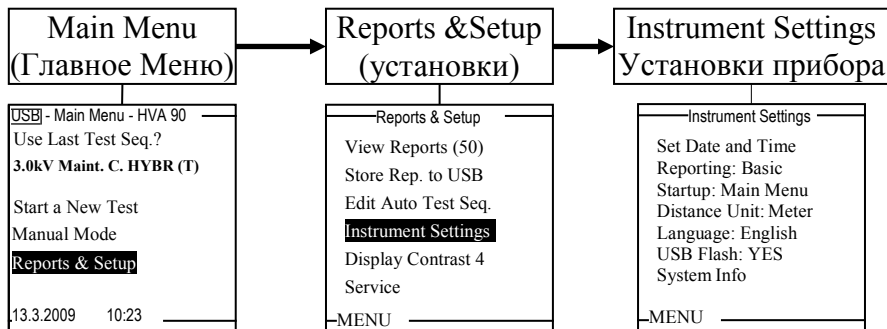 Main Menu
(Главное Меню)
Reports &Setup
(установки)
Instrument Settings
Установки прибора
USB - Main Menu - HVA 90
Use Last Test Seq.?
3.0kV Maint. C. HYBR (T)
Start a New Test
Manual Mode
Reports & Setup
13.3.2009 10:23
Reports & Setup
View Reports (50)
Store Rep. to USB
Edit Auto Test Seq.
Instrument Settings
Display Contrast 4
Service
MENU
Instrument Settings
Set Date and Time
Reporting: Basic
Startup: Main Menu
Distance Unit: Meter
Language: English
USB Flash: YES
System Info
MENU